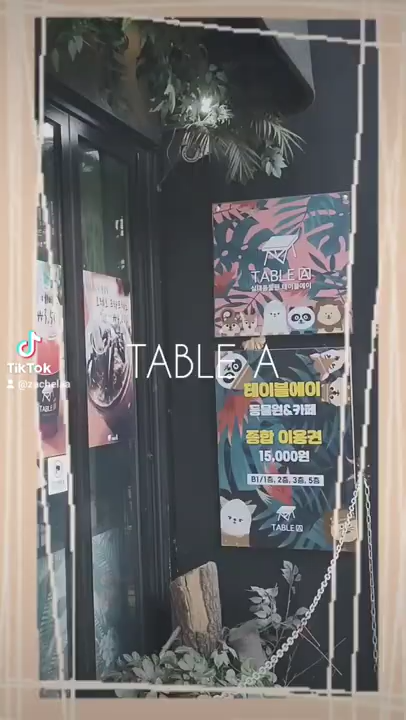 TABLE A
실내동물원 테이블에이
TABLE A
테이블에이
동물원&카페
종합 이용권
15,000원
B1/1층, 2층, 3층, 5층
TABLE A
TikTok
@zachelsa
TABLE A